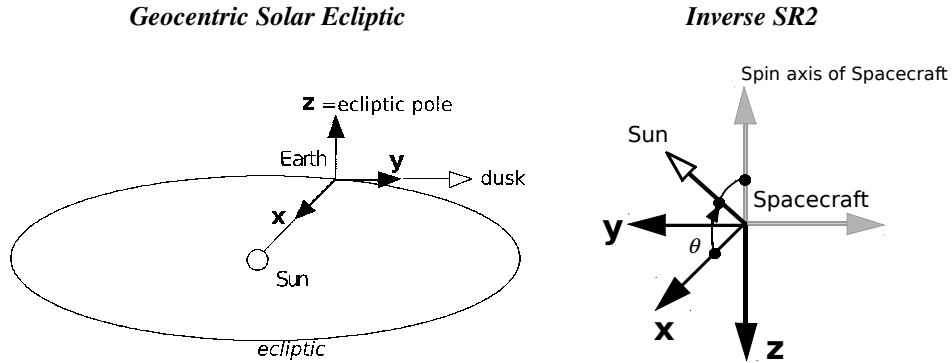 Geocentric Solar Ecliptic
z =ecliptic pole
Earth
y
dusk
x
Sun
ecliptic
Inverse SR2
Spin axis of Spacecraft
Sun
Spacecraft
y
θ
x
z